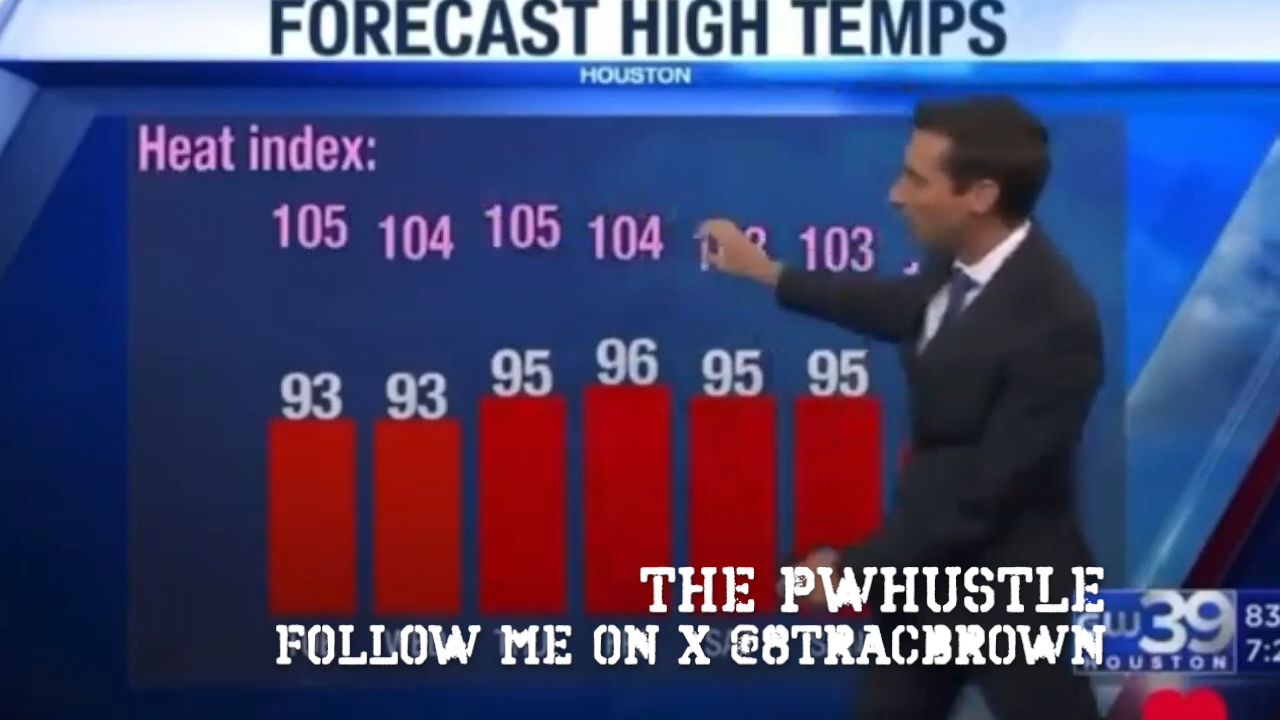 FORECAST HIGH TEMPS
HOUSTON
Heat index:
105 104 105 104 103
93 93 95 96 95 95
THE PWHUSTLE
FOLLOW ME ON X @8TRACBROWN
CW39
HOUSTON
83